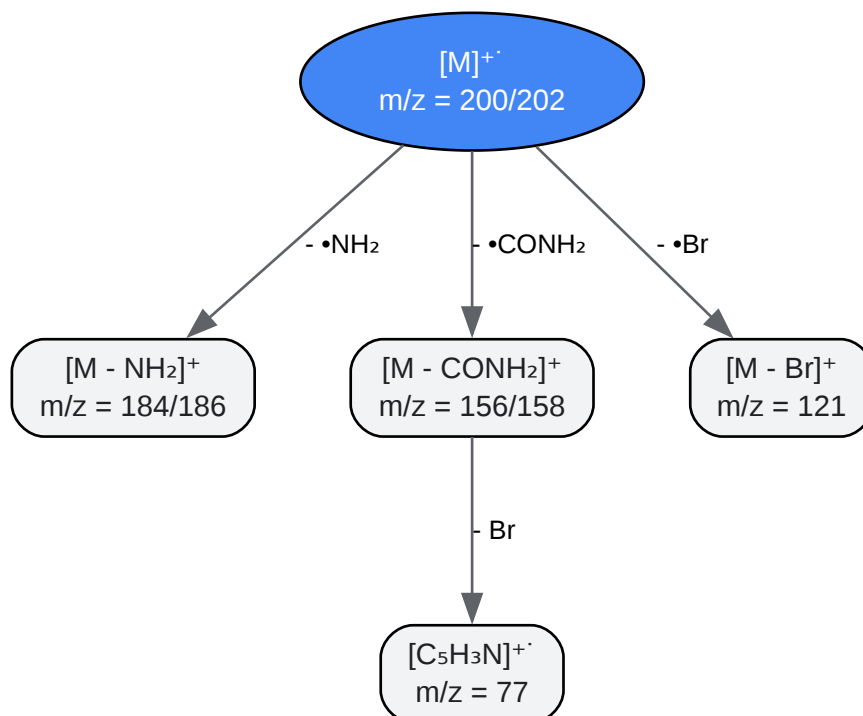 [M]⁺˙
m/z = 200/202
- •NH₂
- •CONH₂
- •Br
[M - NH₂]⁺
m/z = 184/186
[M - CONH₂]⁺
m/z = 156/158
[M - Br]⁺
m/z = 121
- Br
[C₅H₃N]⁺˙
m/z = 77